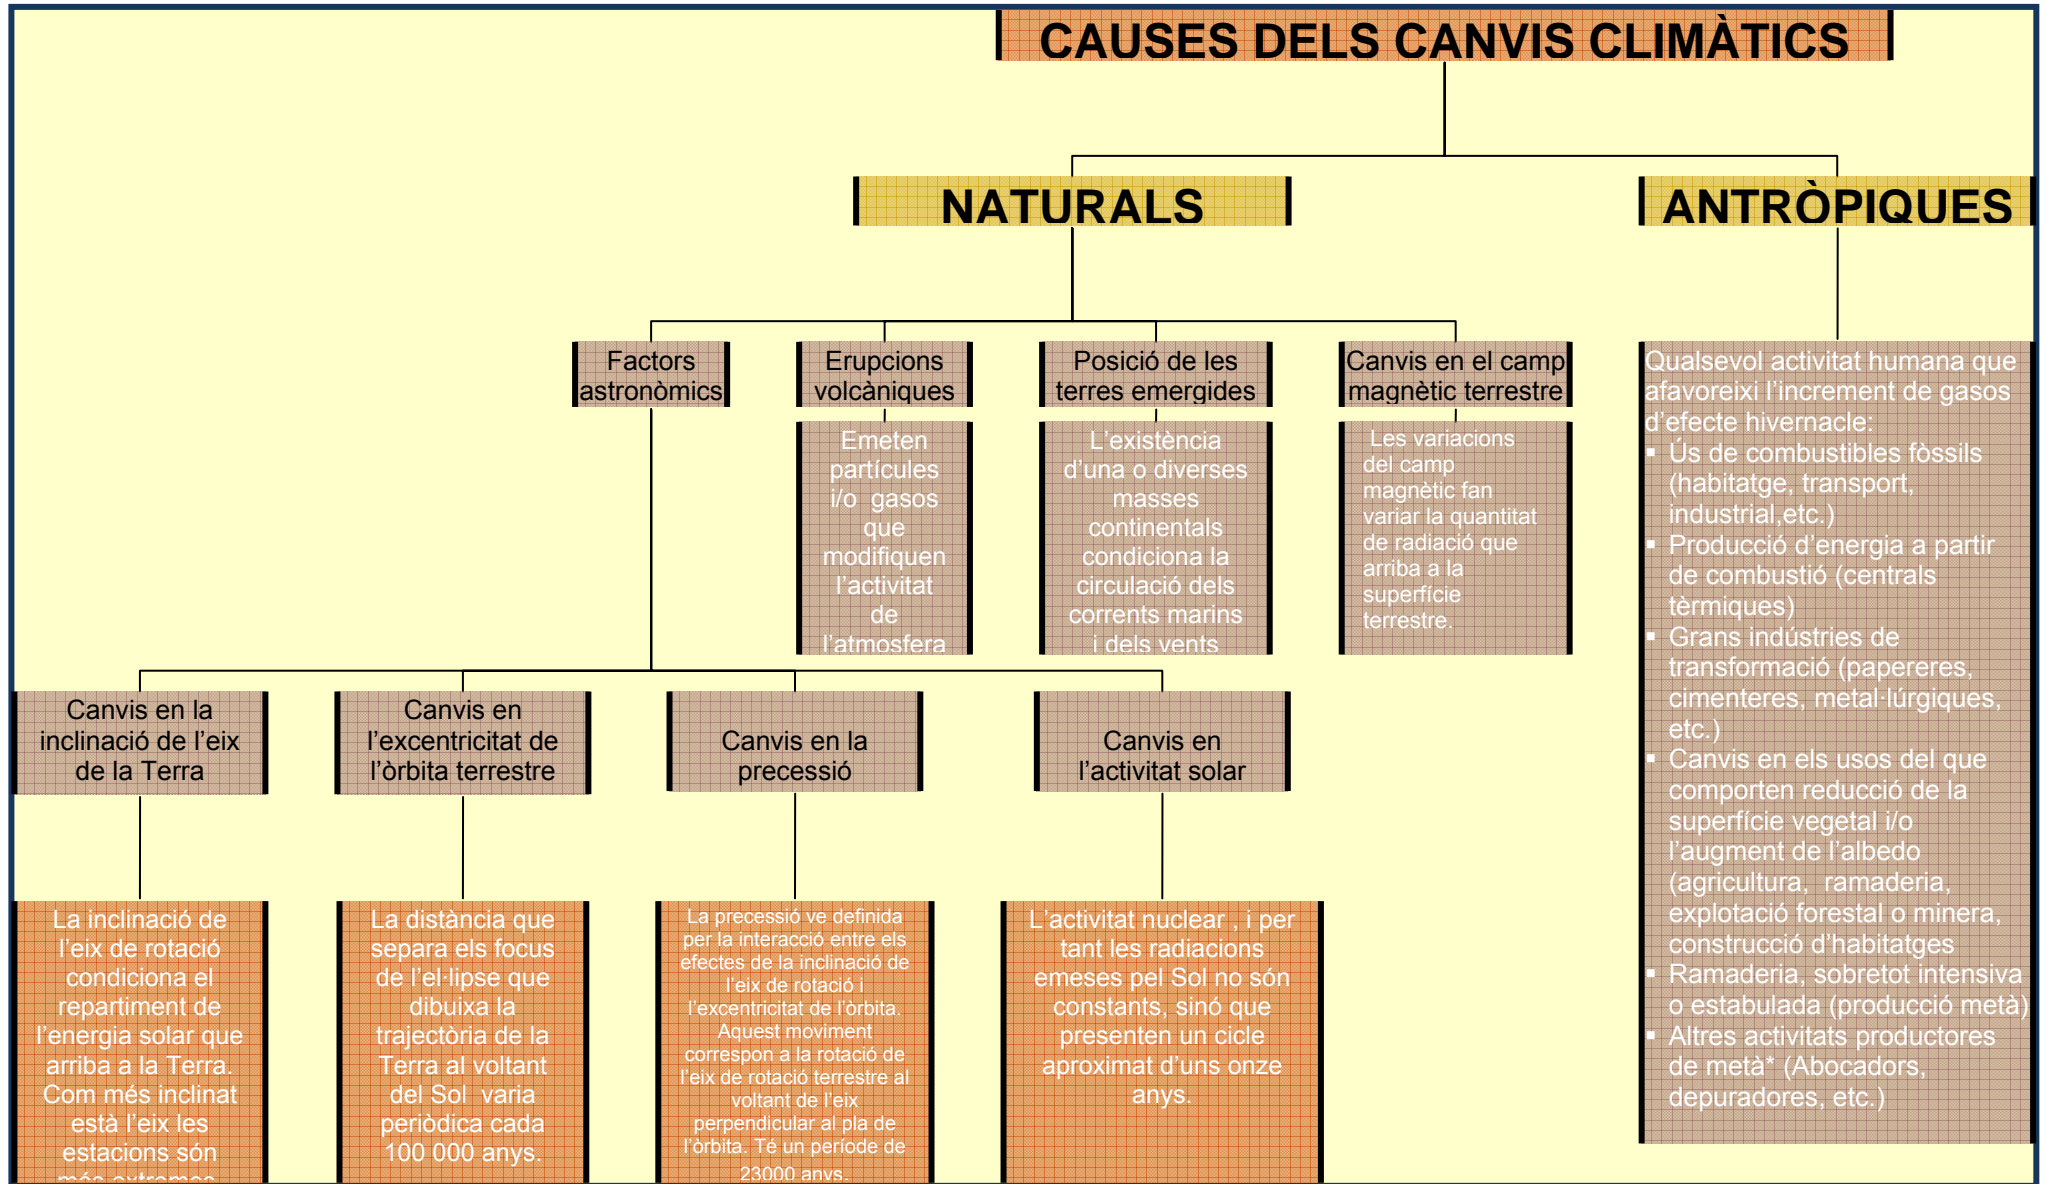 CAUSES DELS CANVIS CLIMÀTICS
NATURALS
ANTRÒPIQUES
Factors
astronòmics
Erupcions
volcàniques
Posició de les
terres emergides
Canvis en el camp
magnètic terrestre
Emeten
partícules
i/o gasos
que
modifiquen
l'activitat
de
l'atmosfera
L'existència
d'una o diverses
masses
continentals
condiciona la
circulació dels
corrents marins
i dels vents
Les variacions
del camp
magnètic fan
variar la quantitat
de radiació que
arriba a la
superfície
terrestre.
Qualsevol activitat humana que
afavoreixi l'increment de gasos
d'efecte hivernacle:
▪ Ús de combustibles fòssils
(habitatge, transport,
industrial,etc.)
▪ Producció d'energia a partir
de combustió (centrals
tèrmiques)
▪ Grans indústries de
transformació (papereres,
cimenteres, metal·lúrgiques,
etc.)
▪ Canvis en els usos del que
comporten reducció de la
superfície vegetal i/o
l'augment de l'albedo
(agricultura, ramaderia,
explotació forestal o minera,
construcció d'habitatges
▪ Ramaderia, sobretot intensiva
o estabulada (producció metà)
▪ Altres activitats productores
de metà* (Abocadors,
depuradores, etc.)
Canvis en la
inclinació de l'eix
de la Terra
Canvis en
l'excentricitat de
l'òrbita terrestre
Canvis en la
precessió
Canvis en
l'activitat solar
La inclinació de
l'eix de rotació
condiciona el
repartiment de
l'energia solar que
arriba a la Terra.
Com més inclinat
està l'eix les
estacions són
més extremes.
La distància que
separa els focus
de l'el·lipse que
dibuixa la
trajectòria de la
Terra al voltant
del Sol varia
periòdica cada
100 000 anys.
La precessió ve definida
per la interacció entre els
efectes de la inclinació de
l'eix de rotació i
l'excentricitat de l'òrbita.
Aquest moviment
correspon a la rotació de
l'eix de rotació terrestre al
voltant de l'eix
perpendicular al pla de
l'òrbita. Té un període de
23000 anys.
L'activitat nuclear , i per
tant les radiacions
emeses pel Sol no són
constants, sinó que
presenten un cicle
aproximat d'uns onze
anys.